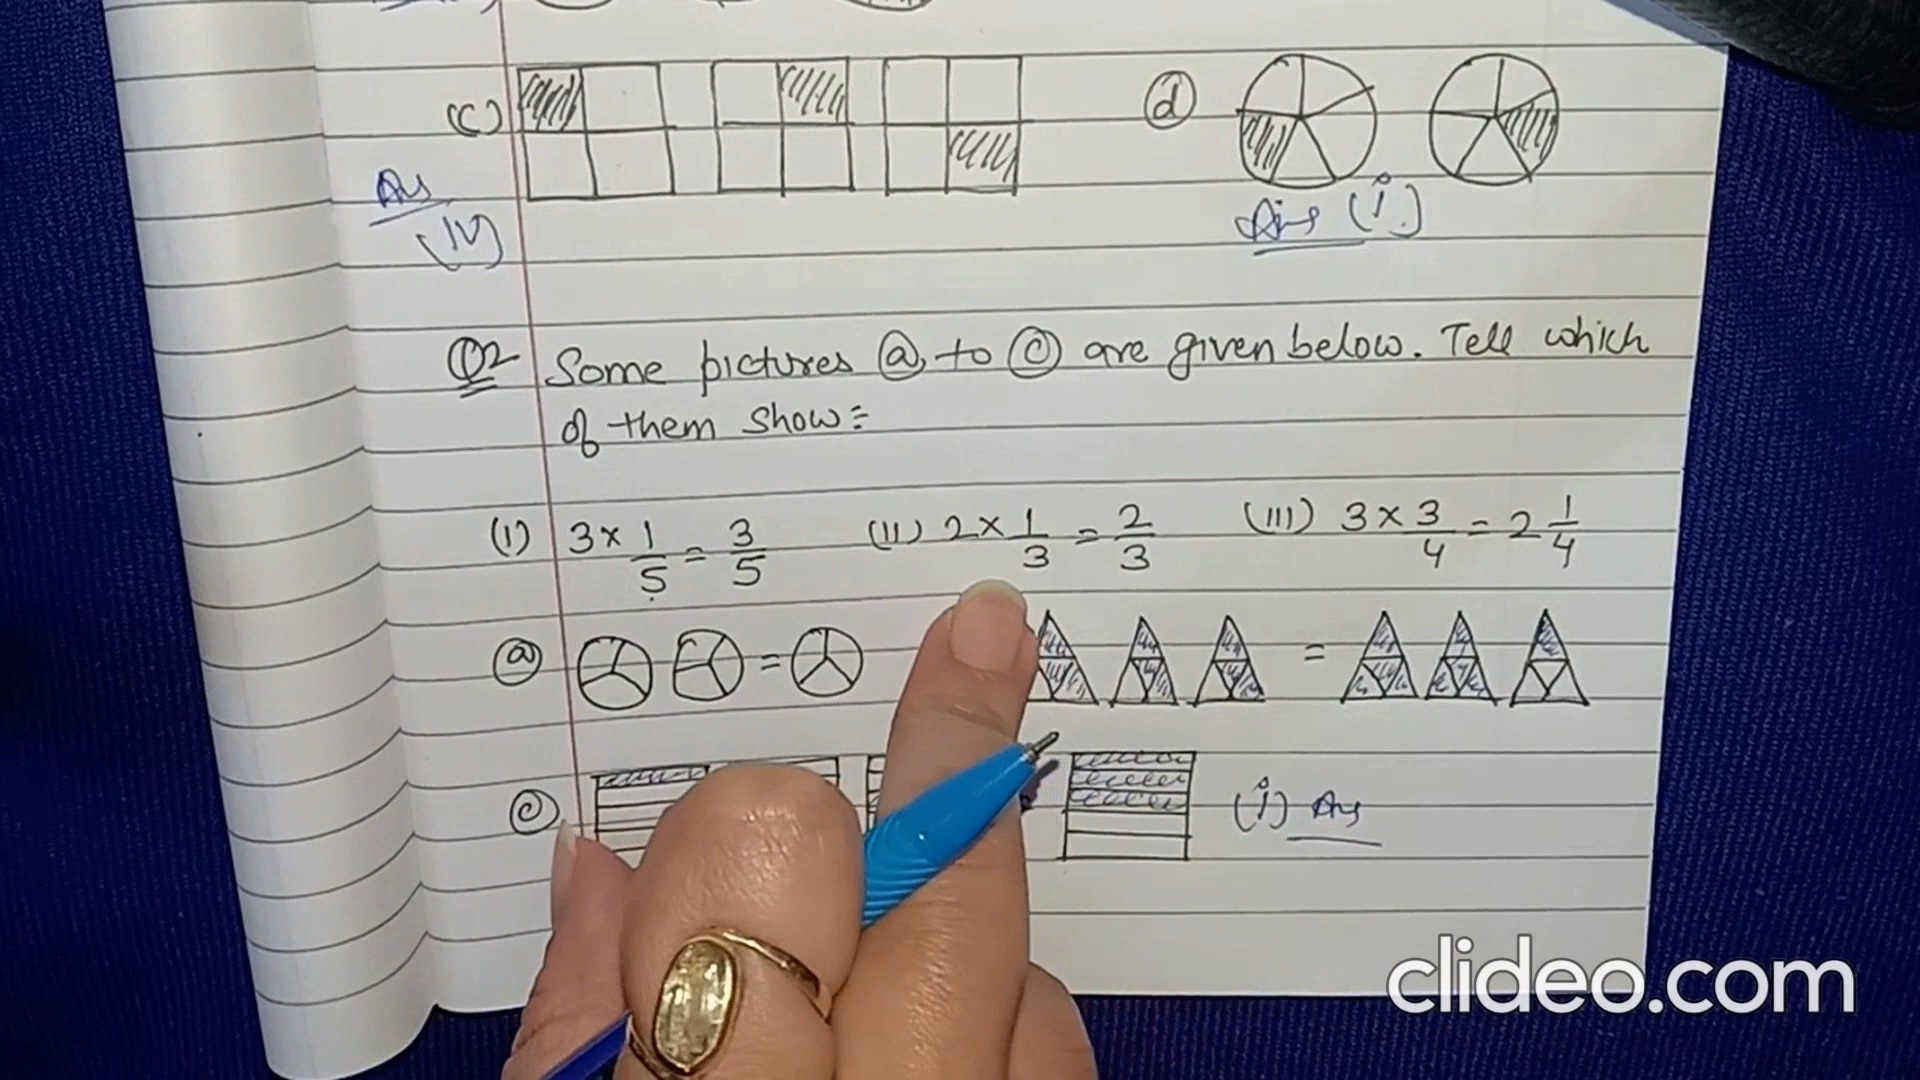 (C) (d)
Ans Ans (i)
(IV)
Q2 Some pictures (a) to (c) are given below. Tell which
of them show:
(I) 3 × 1/5 = 3/5 (II) 2 × 1/3 = 2/3 (III) 3 × 3/4 = 2 1/4
(a) = =
(c) (i) Ans
clideo.com